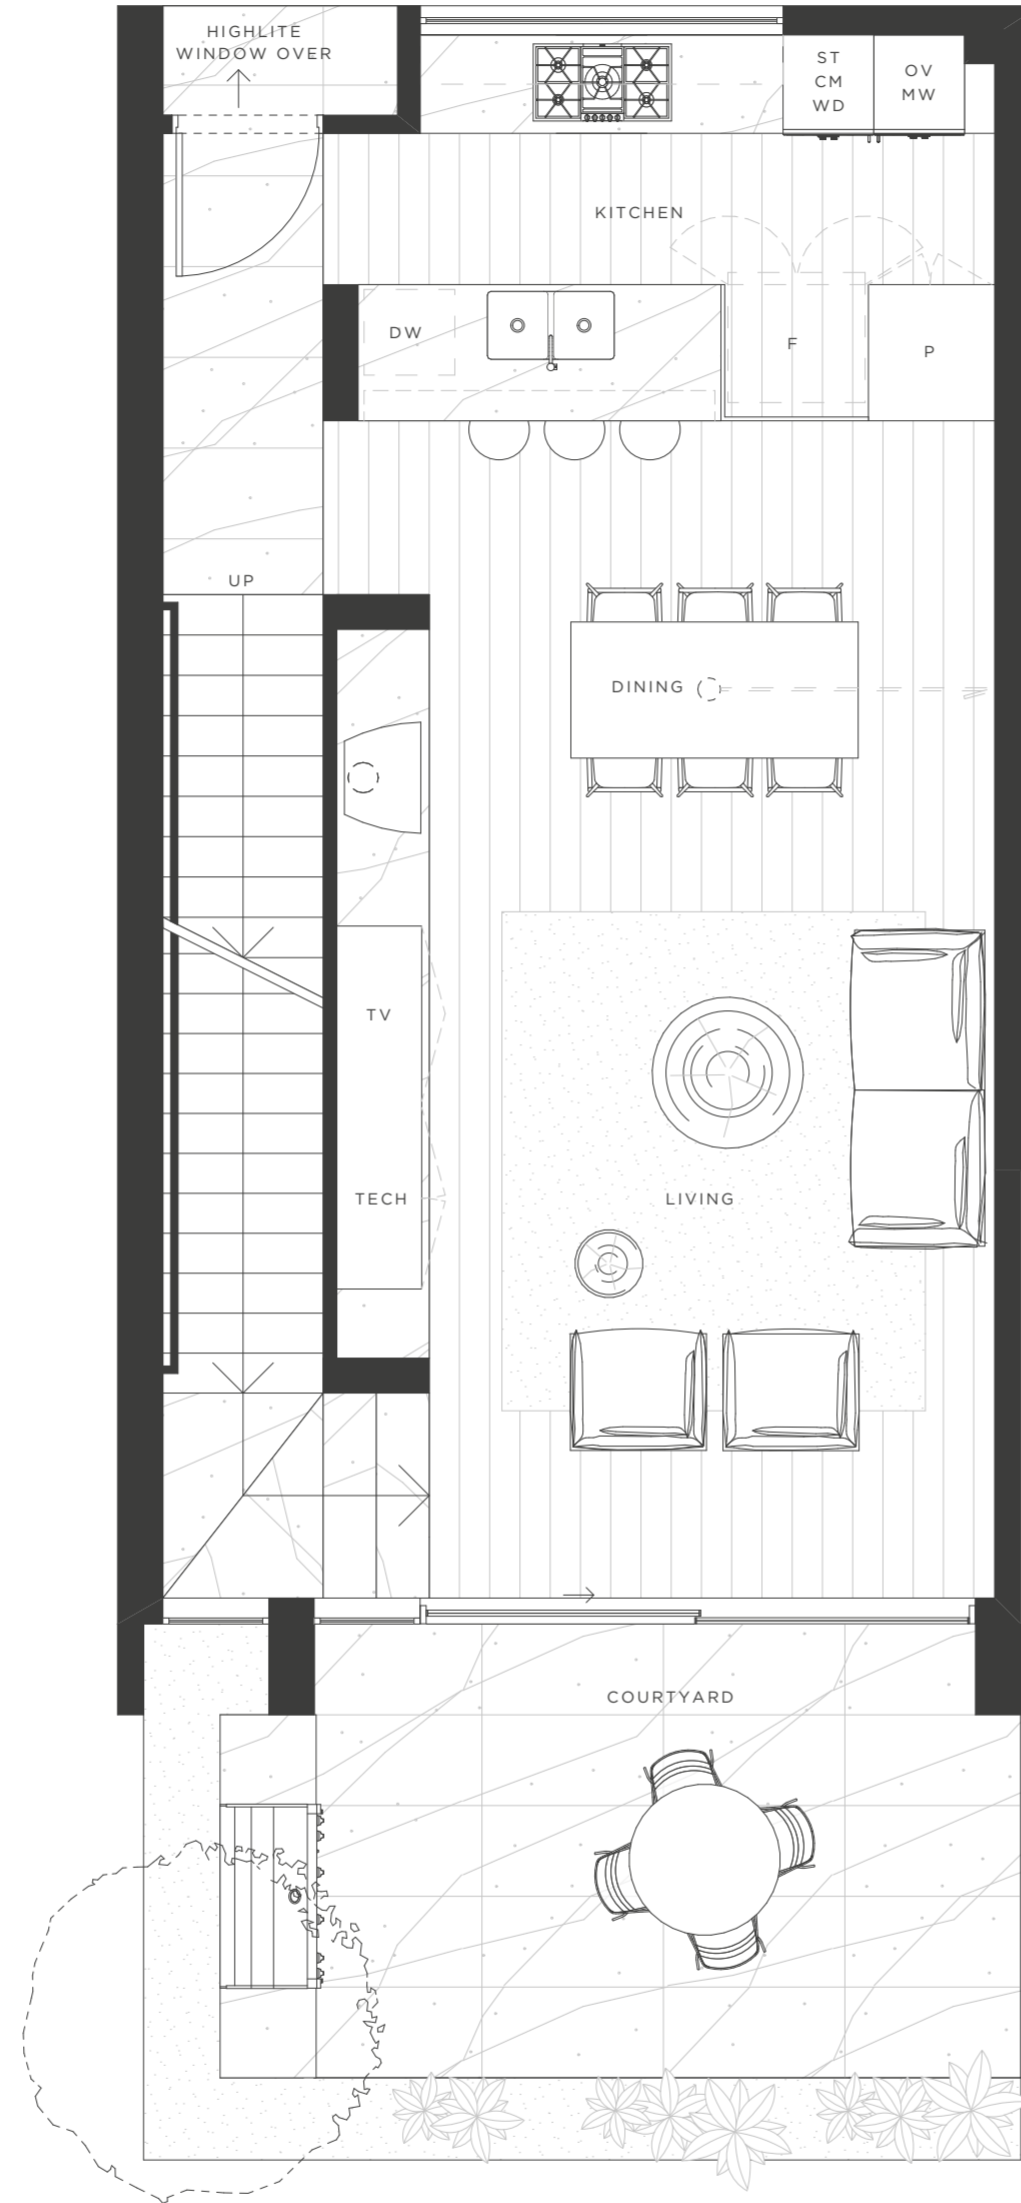 HIGHLITE
WINDOW OVER
ST
CM
WD
OV
MW
KITCHEN
DW
F
P
UP
DINING
TV
TECH
LIVING
COURTYARD